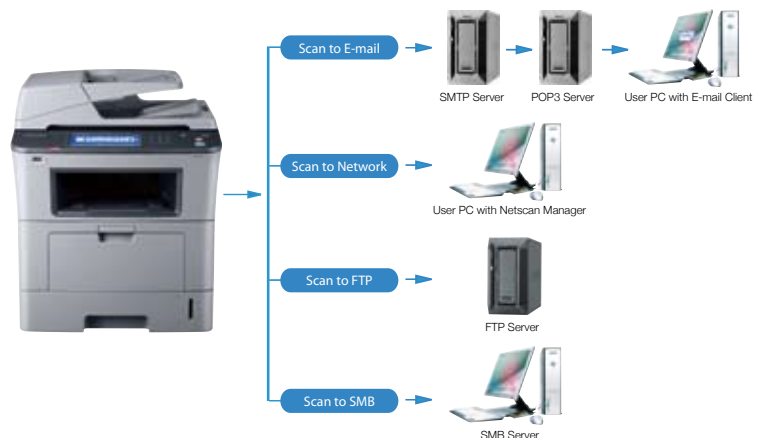 Scan to E-mail
SMTP Server
POP3 Server
User PC with E-mail Client
Scan to Network
User PC with Netscan Manager
Scan to FTP
FTP Server
Scan to SMB
SMB Server